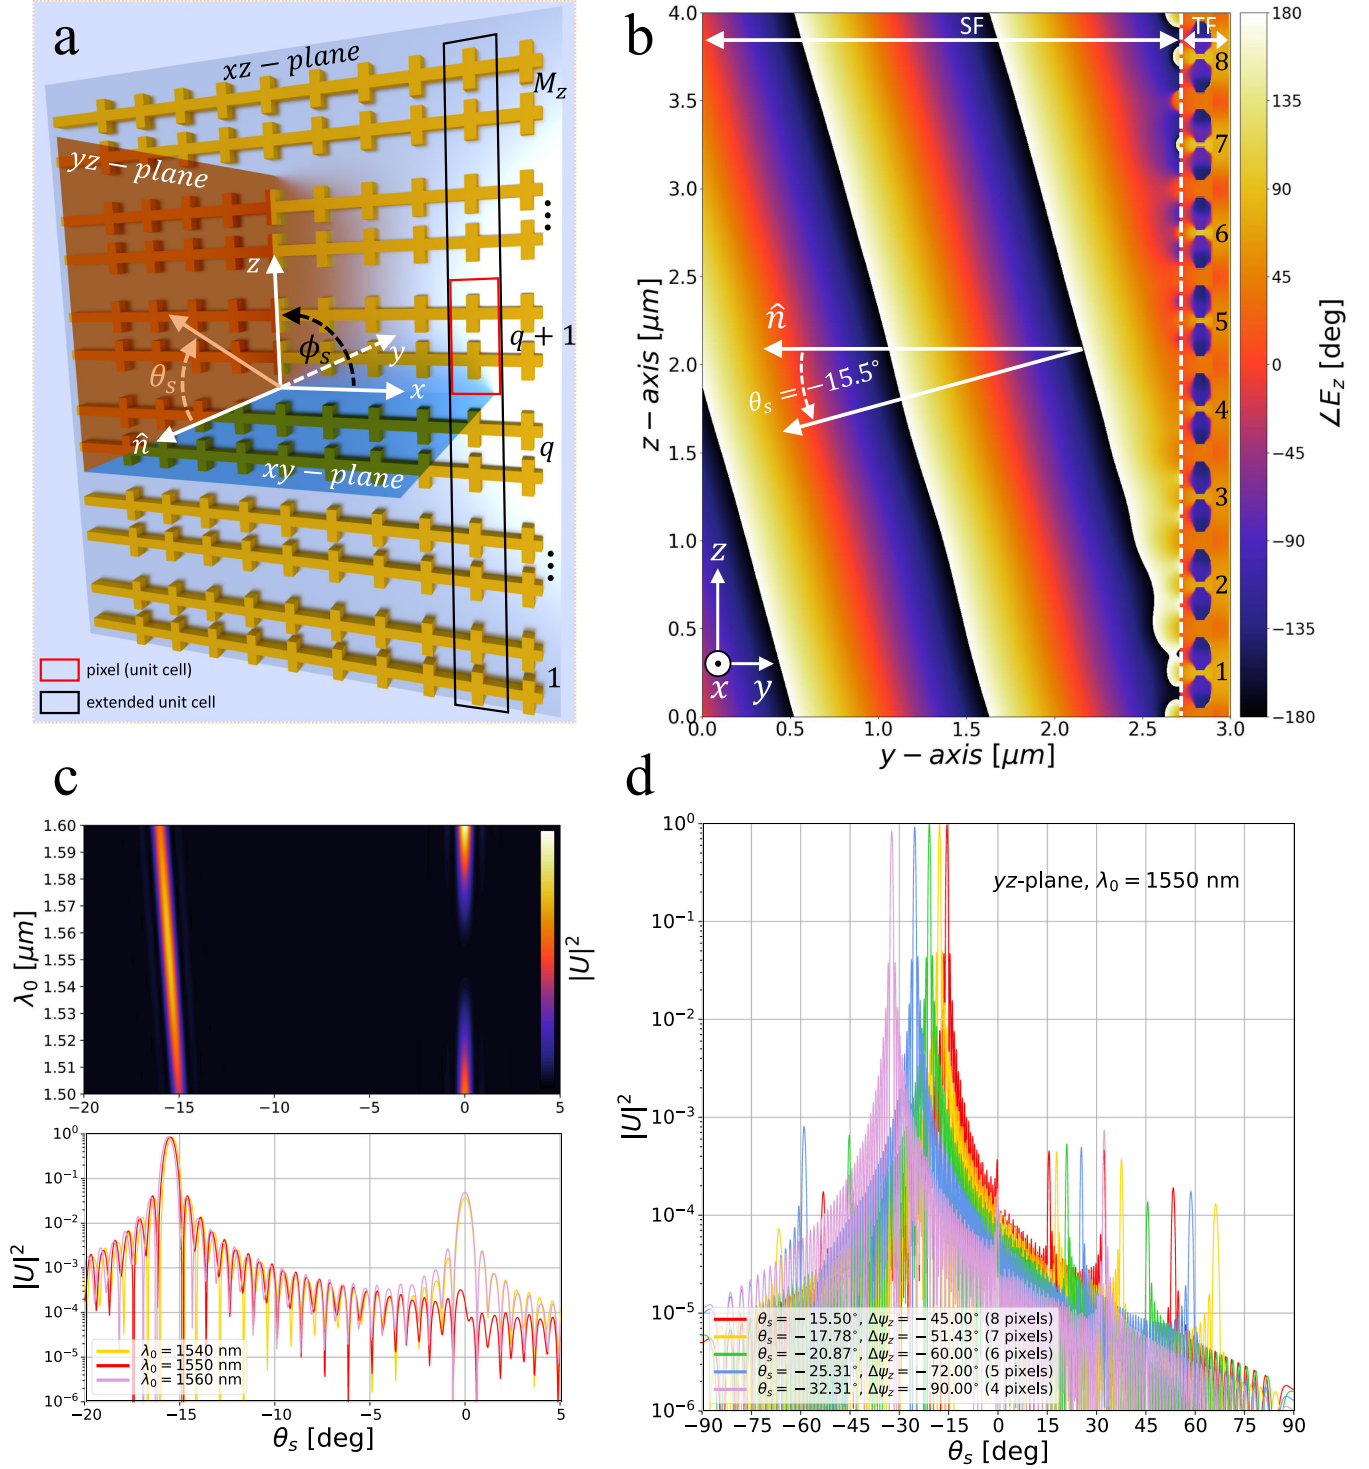 a
xz − plane
M_z
yz − plane
z
ϕ_s
y
q + 1
θ_s
x
n̂
q
xy − plane
1
pixel (unit cell)
extended unit cell
b
SF
TF
4.0
3.5
3.0
2.5
2.0
1.5
1.0
0.5
0.0
z − axis [μm]
8
7
6
5
4
3
2
1
n̂
θ_s = −15.5°
z
x
y
0.0 0.5 1.0 1.5 2.0 2.5 3.0
y − axis [μm]
180
135
90
45
0
−45
−90
−135
−180
∠E_z [deg]
c
1.60
1.59
1.58
1.57
1.56
1.55
1.54
1.53
1.52
1.51
1.50
λ_0 [μm]
|U|²
−20 −15 −10 −5 0 5
10⁰
10⁻¹
10⁻²
10⁻³
10⁻⁴
10⁻⁵
10⁻⁶
|U|²
λ_0 = 1540 nm
λ_0 = 1550 nm
λ_0 = 1560 nm
−20 −15 −10 −5 0 5
θ_s [deg]
d
10⁰
10⁻¹
10⁻²
10⁻³
10⁻⁴
10⁻⁵
10⁻⁶
|U|²
yz-plane, λ_0 = 1550 nm
θ_s = − 15.50°, Δψ_z = − 45.00° (8 pixels)
θ_s = − 17.78°, Δψ_z = − 51.43° (7 pixels)
θ_s = − 20.87°, Δψ_z = − 60.00° (6 pixels)
θ_s = − 25.31°, Δψ_z = − 72.00° (5 pixels)
θ_s = − 32.31°, Δψ_z = − 90.00° (4 pixels)
−90 −75 −60 −45 −30 −15 0 15 30 45 60 75 90
θ_s [deg]